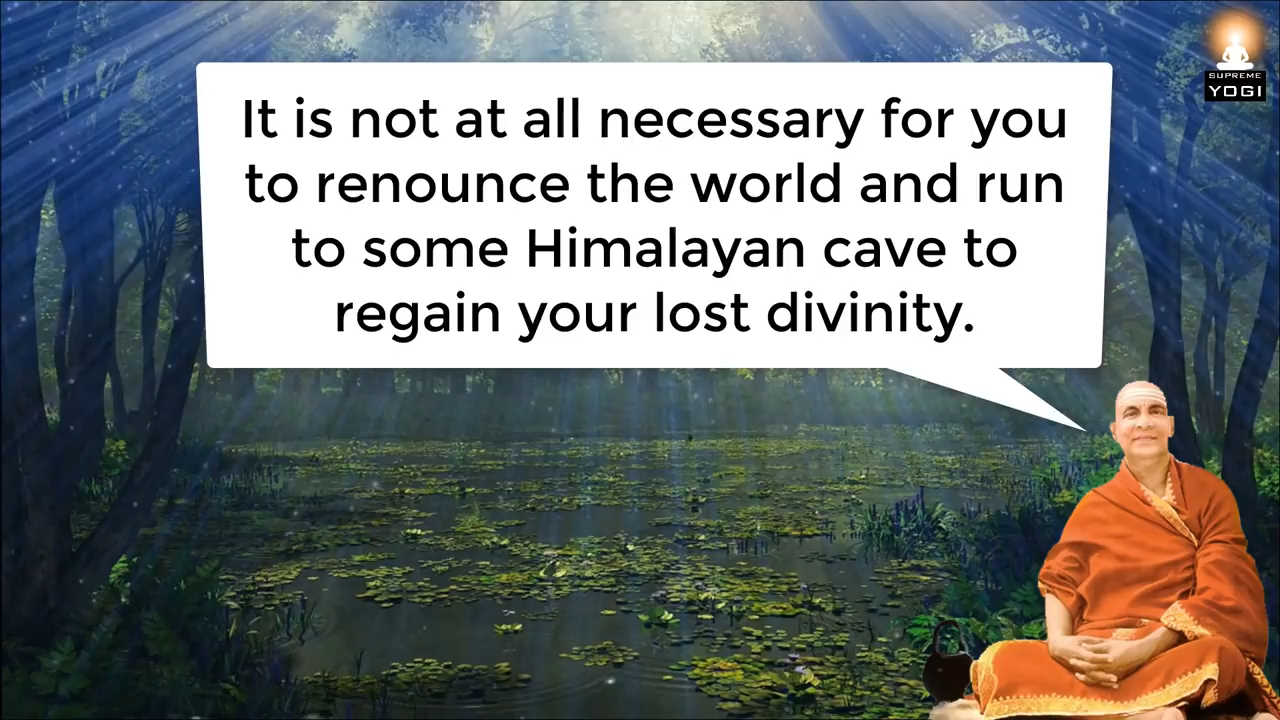 It is not at all necessary for you
to renounce the world and run
to some Himalayan cave to
regain your lost divinity.
SUPREME
YOGI